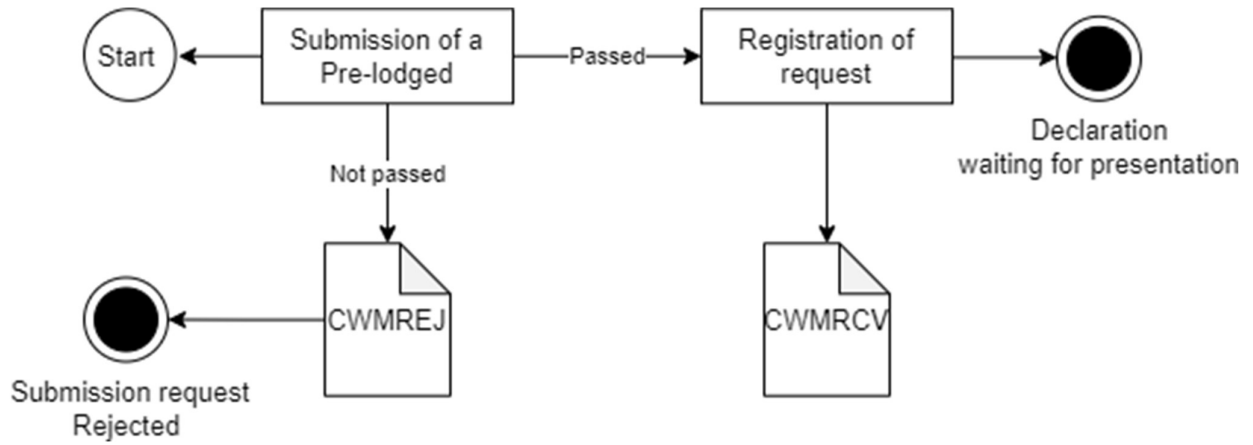 Start
Submission of a
Pre-lodged
Passed
Registration of
request
Declaration
waiting for presentation
Not passed
CWMREJ
CWMRCV
Submission request
Rejected